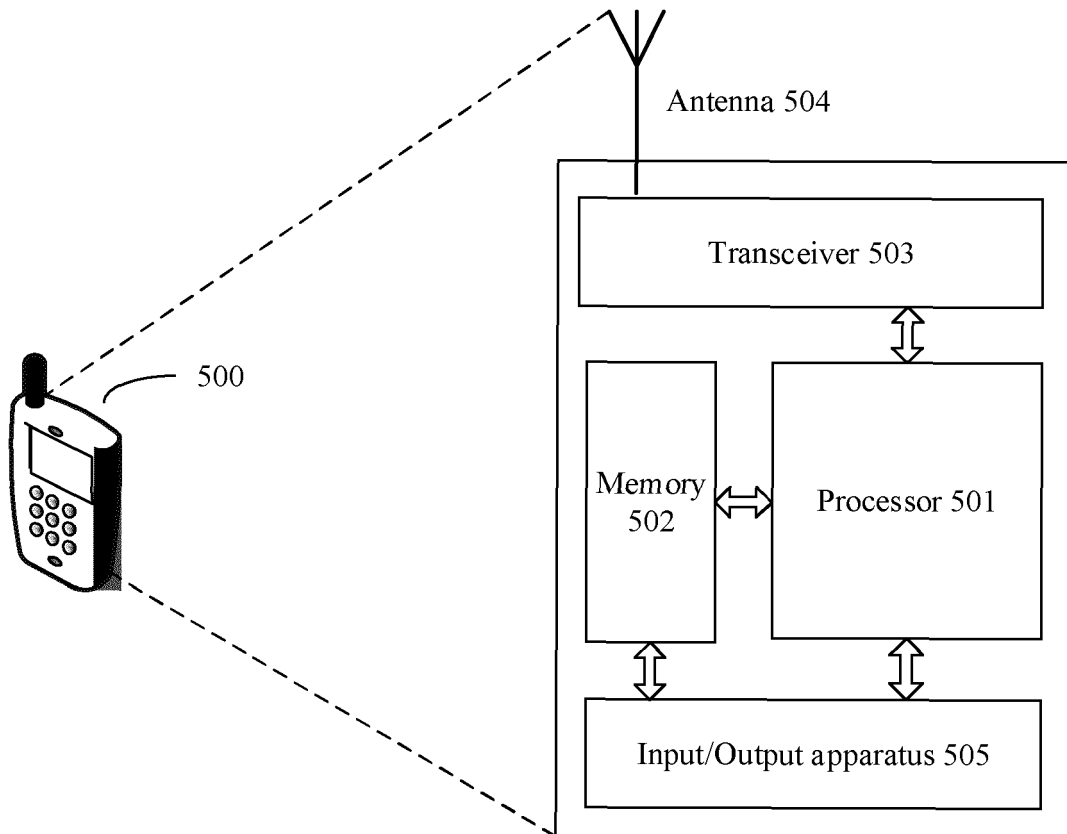 Antenna 504
Transceiver 503
500
Memory
502
Processor 501
Input/Output apparatus 505